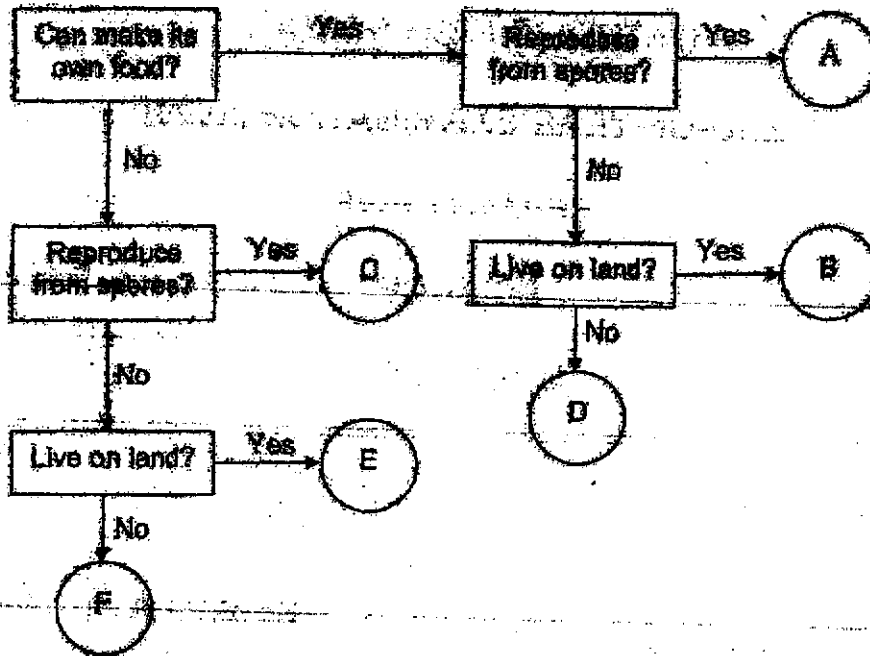 Can make its
own food?
Yes
Reproduce
from spores?
Yes
A
No
No
Reproduce
from spores?
Yes
C
Live on land?
Yes
B
No
No
D
Live on land?
Yes
E
No
F